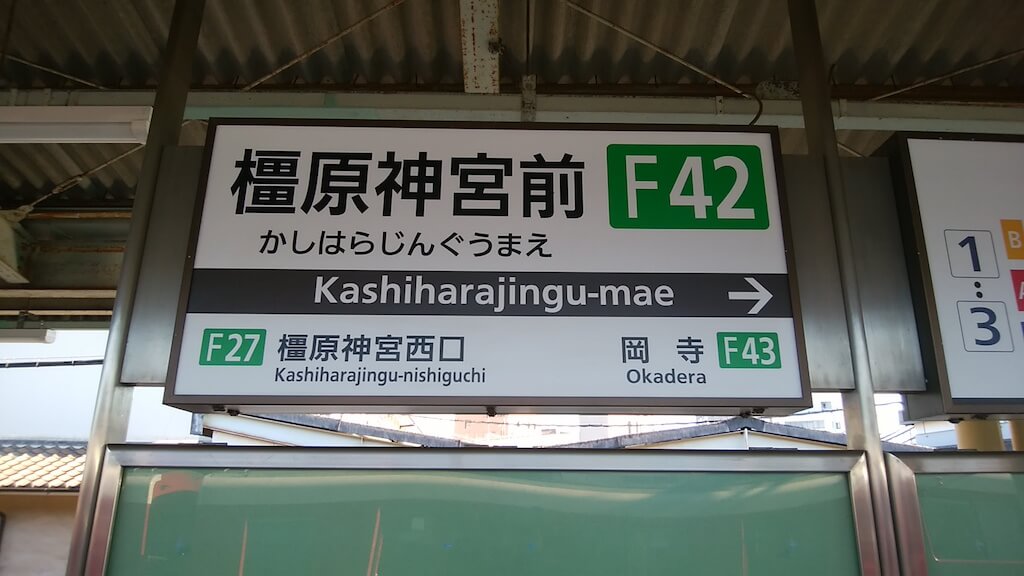 橿原神宮前 F42
かしはらじんぐうまえ
Kashiharajingu-mae →
F27 橿原神宮西口
Kashiharajingu-nishiguchi
岡寺 F43
Okadera
1
3